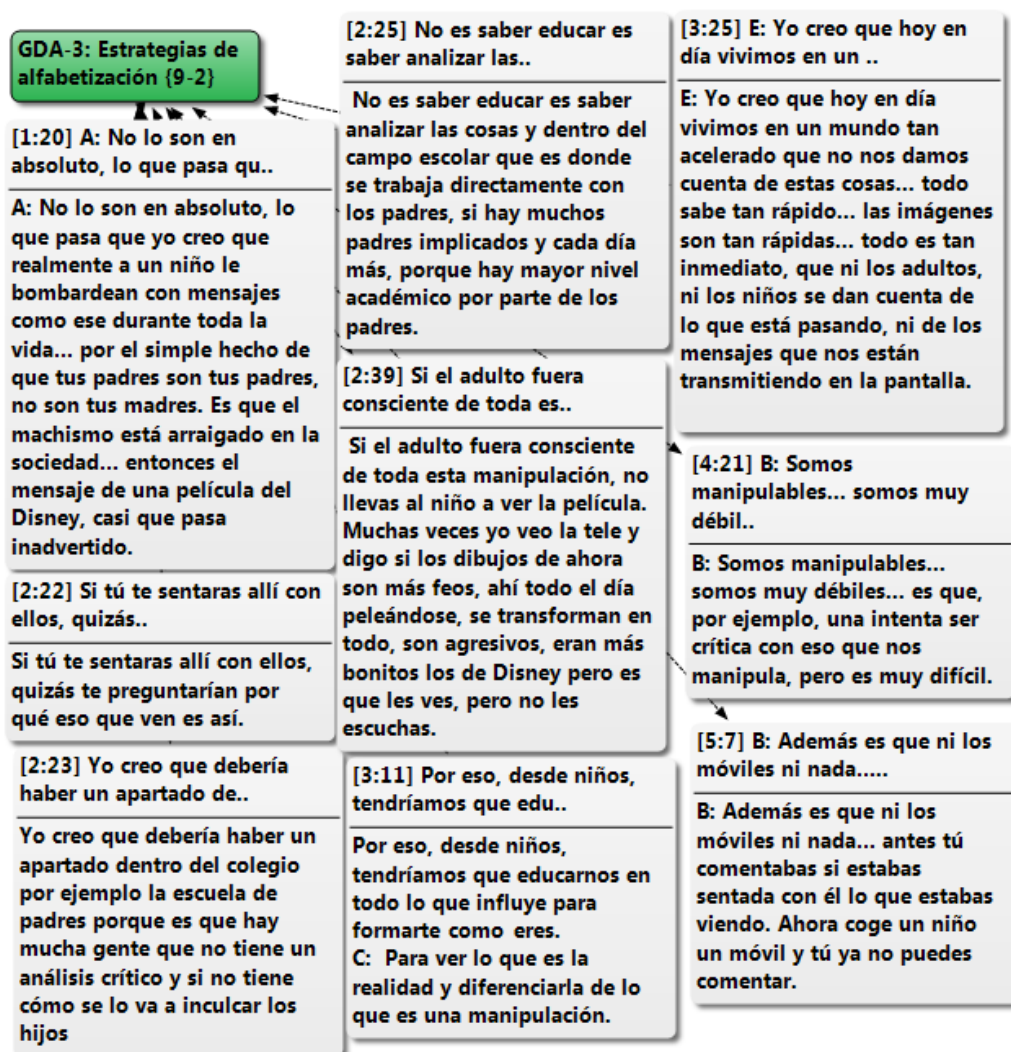 GDA-3: Estrategias de
alfabetización {9-2}
[1:20] A: No lo son en
absoluto, lo que pasa qu..
A: No lo son en absoluto, lo
que pasa que yo creo que
realmente a un niño le
bombardean con mensajes
como ese durante toda la
vida... por el simple hecho de
que tus padres son tus padres,
no son tus madres. Es que el
machismo está arraigado en la
sociedad... entonces el
mensaje de una película del
Disney, casi que pasa
inadvertido.
[2:22] Si tú te sentaras allí con
ellos, quizás..
Si tú te sentaras allí con ellos,
quizás te preguntarían por
qué eso que ven es así.
[2:23] Yo creo que debería
haber un apartado de..
Yo creo que debería haber un
apartado dentro del colegio
por ejemplo la escuela de
padres porque es que hay
mucha gente que no tiene un
análisis crítico y si no tiene
cómo se lo va a inculcar los
hijos
[2:25] No es saber educar es
saber analizar las..
No es saber educar es saber
analizar las cosas y dentro del
campo escolar que es donde
se trabaja directamente con
los padres, si hay muchos
padres implicados y cada día
más, porque hay mayor nivel
académico por parte de los
padres.
[2:39] Si el adulto fuera
consciente de toda es..
Si el adulto fuera consciente
de toda esta manipulación, no
llevas al niño a ver la película.
Muchas veces yo veo la tele y
digo si los dibujos de ahora
son más feos, ahí todo el día
peleándose, se transforman en
todo, son agresivos, eran más
bonitos los de Disney pero es
que les ves, pero no les
escuchas.
[3:11] Por eso, desde niños,
tendríamos que edu..
Por eso, desde niños,
tendríamos que educarnos en
todo lo que influye para
formarte como eres.
C: Para ver lo que es la
realidad y diferenciarla de lo
que es una manipulación.
[3:25] E: Yo creo que hoy en
día vivimos en un ..
E: Yo creo que hoy en día
vivimos en un mundo tan
acelerado que no nos damos
cuenta de estas cosas... todo
sabe tan rápido... las imágenes
son tan rápidas... todo es tan
inmediato, que ni los adultos,
ni los niños se dan cuenta de
lo que está pasando, ni de los
mensajes que nos están
transmitiendo en la pantalla.
[4:21] B: Somos
manipulables... somos muy
débil..
B: Somos manipulables...
somos muy débiles... es que,
por ejemplo, una intenta ser
crítica con eso que nos
manipula, pero es muy difícil.
[5:7] B: Además es que ni los
móviles ni nada.....
B: Además es que ni los
móviles ni nada... antes tú
comentabas si estabas
sentada con él lo que estabas
viendo. Ahora coge un niño
un móvil y tú ya no puedes
comentar.